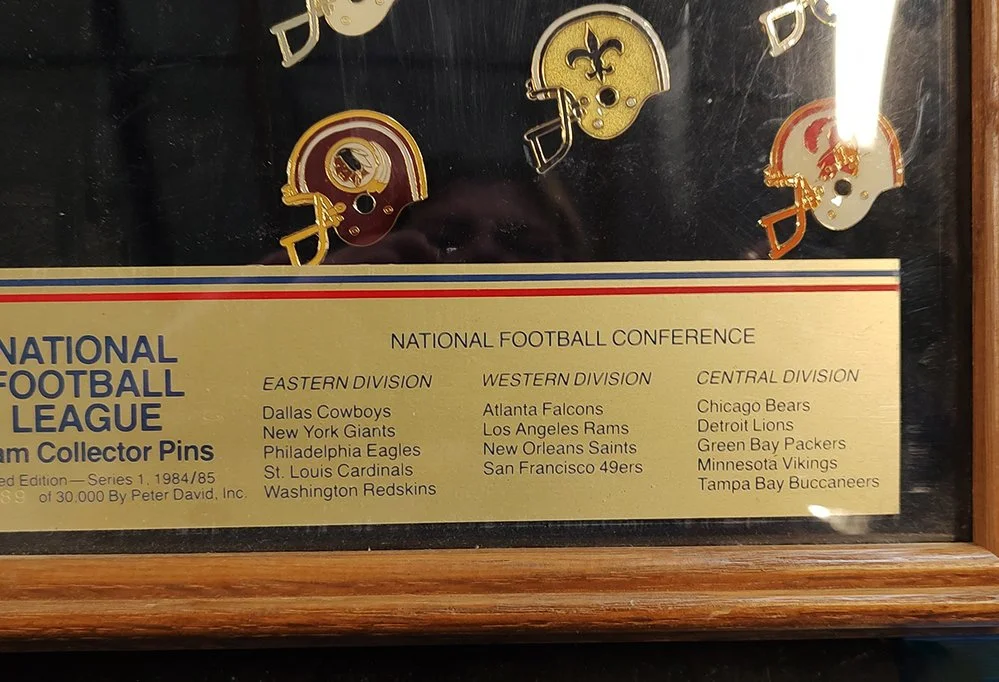 NATIONAL
FOOTBALL
LEAGUE
am Collector Pins
ed Edition—Series 1, 1984/85
89 of 30,000 By Peter David, Inc.
NATIONAL FOOTBALL CONFERENCE
EASTERN DIVISION
Dallas Cowboys
New York Giants
Philadelphia Eagles
St. Louis Cardinals
Washington Redskins
WESTERN DIVISION
Atlanta Falcons
Los Angeles Rams
New Orleans Saints
San Francisco 49ers
CENTRAL DIVISION
Chicago Bears
Detroit Lions
Green Bay Packers
Minnesota Vikings
Tampa Bay Buccaneers